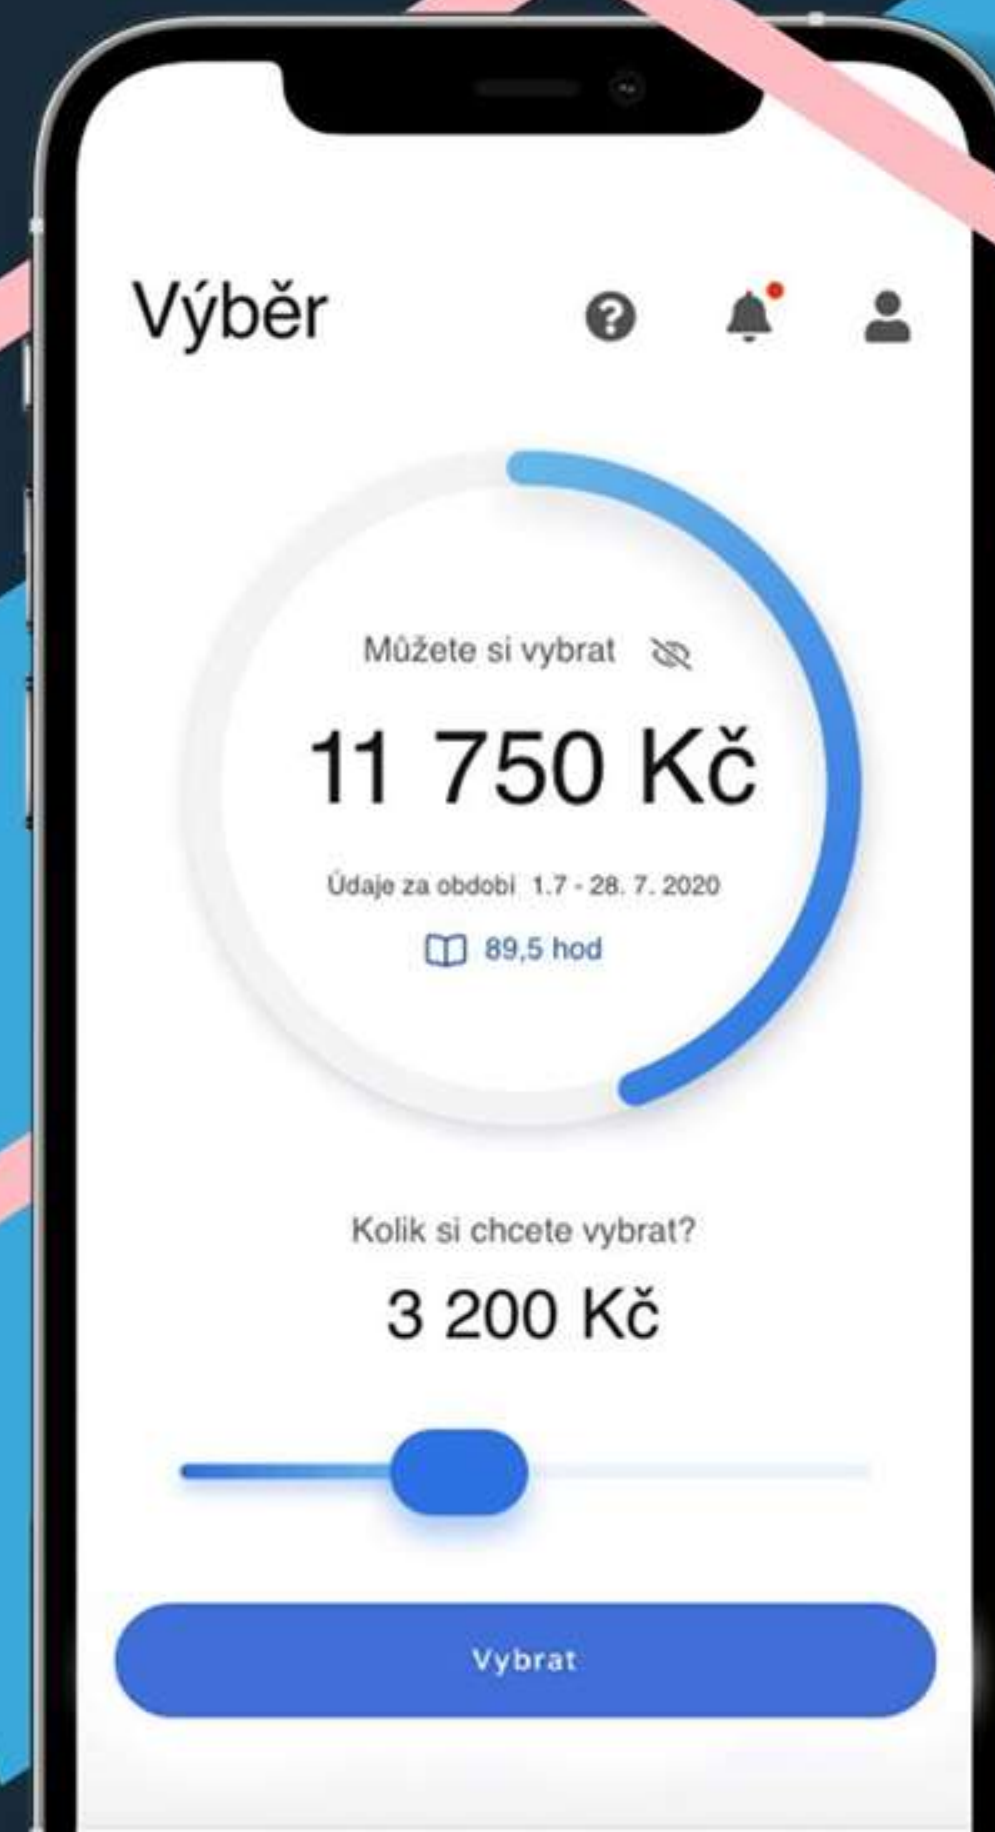 Výběr
Můžete si vybrat
11 750 Kč
Údaje za období 1.7 - 28. 7. 2020
89,5 hod
Kolik si chcete vybrat?
3 200 Kč
Vybrat